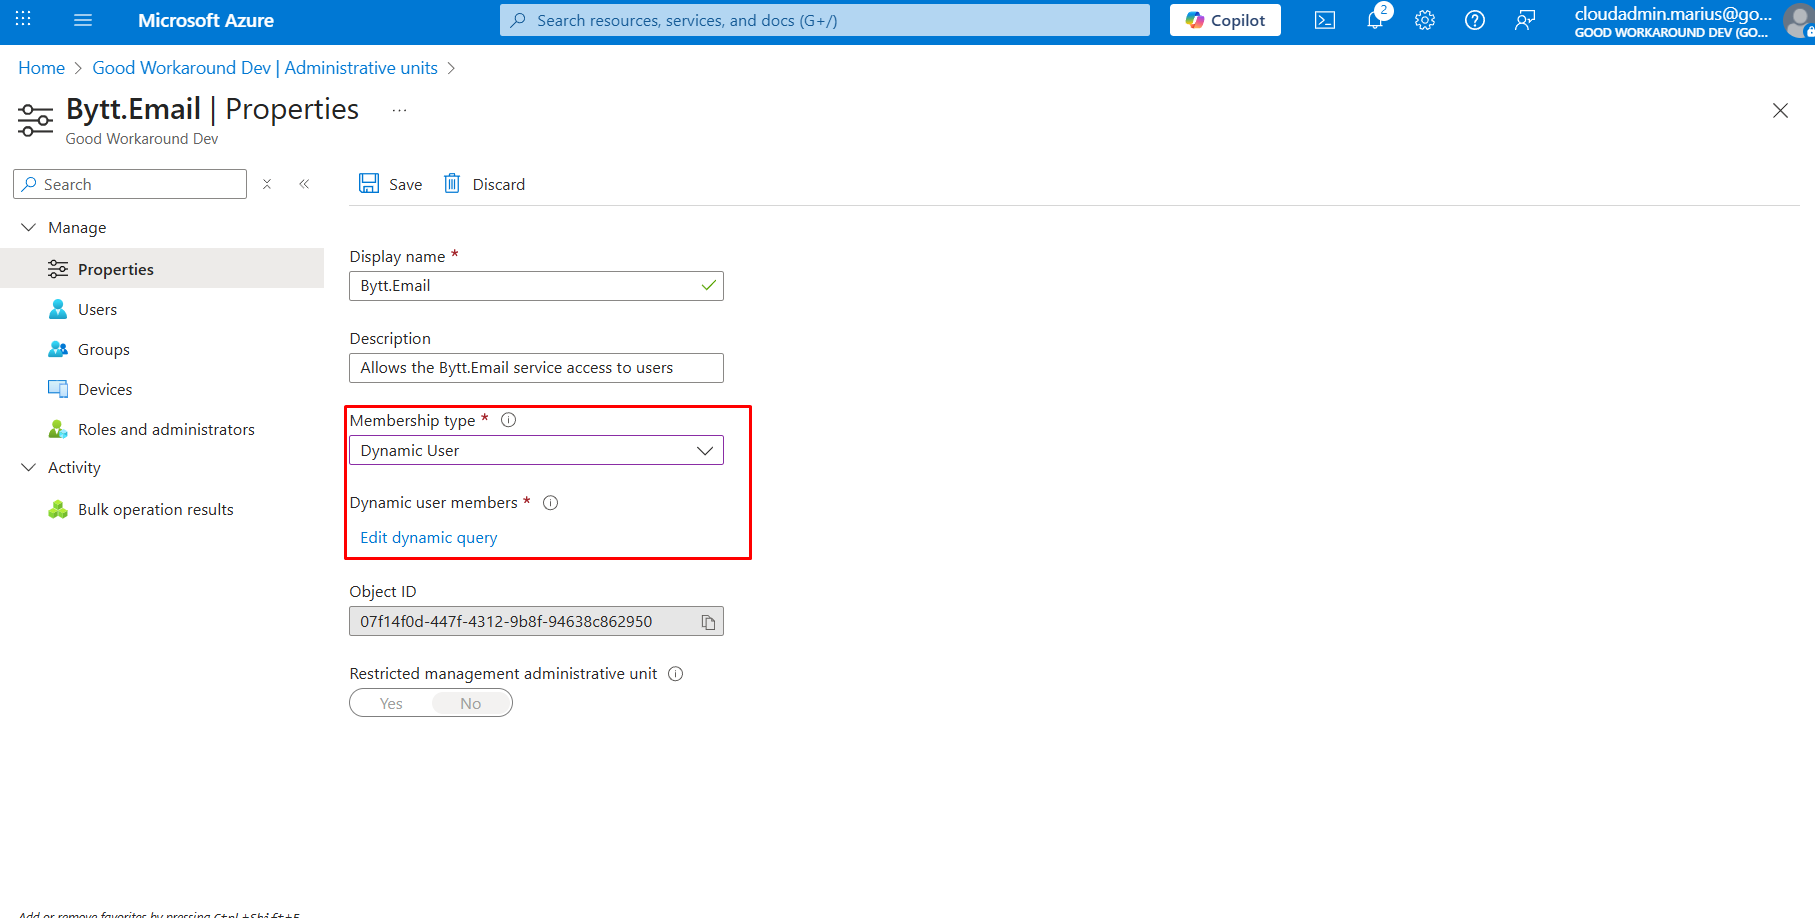 Microsoft Azure
Search resources, services, and docs (G+/)
Copilot
2
cloudadmin.marius@go...
GOOD WORKAROUND DEV (GO...
Home > Good Workaround Dev | Administrative units >
Bytt.Email | Properties ...
Good Workaround Dev
Search
Save
Discard
Manage
Properties
Users
Groups
Devices
Roles and administrators
Activity
Bulk operation results
Display name *
Bytt.Email
Description
Allows the Bytt.Email service access to users
Membership type *
Dynamic User
Dynamic user members *
Edit dynamic query
Object ID
07f14f0d-447f-4312-9b8f-94638c862950
Restricted management administrative unit
Yes No
Add or remove favorites by pressing Ctrl+Shift+F